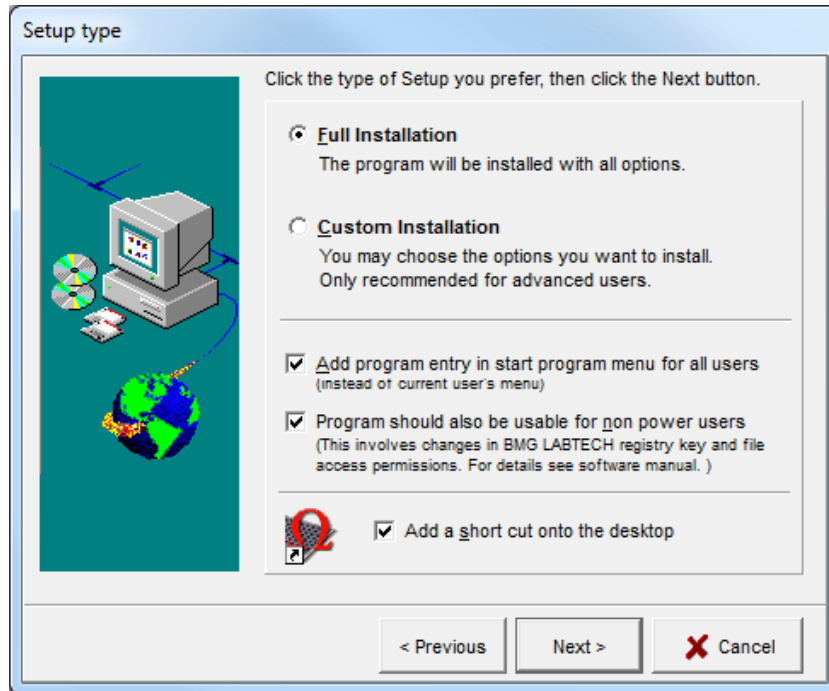 Setup type
Click the type of Setup you prefer, then click the Next button.
Full Installation
The program will be installed with all options.
Custom Installation
You may choose the options you want to install.
Only recommended for advanced users.
Add program entry in start program menu for all users
(instead of current user's menu)
Program should also be usable for non power users
(This involves changes in BMG LABTECH registry key and file
access permissions. For details see software manual. )
Ω
Add a short cut onto the desktop
< Previous
Next >
Cancel